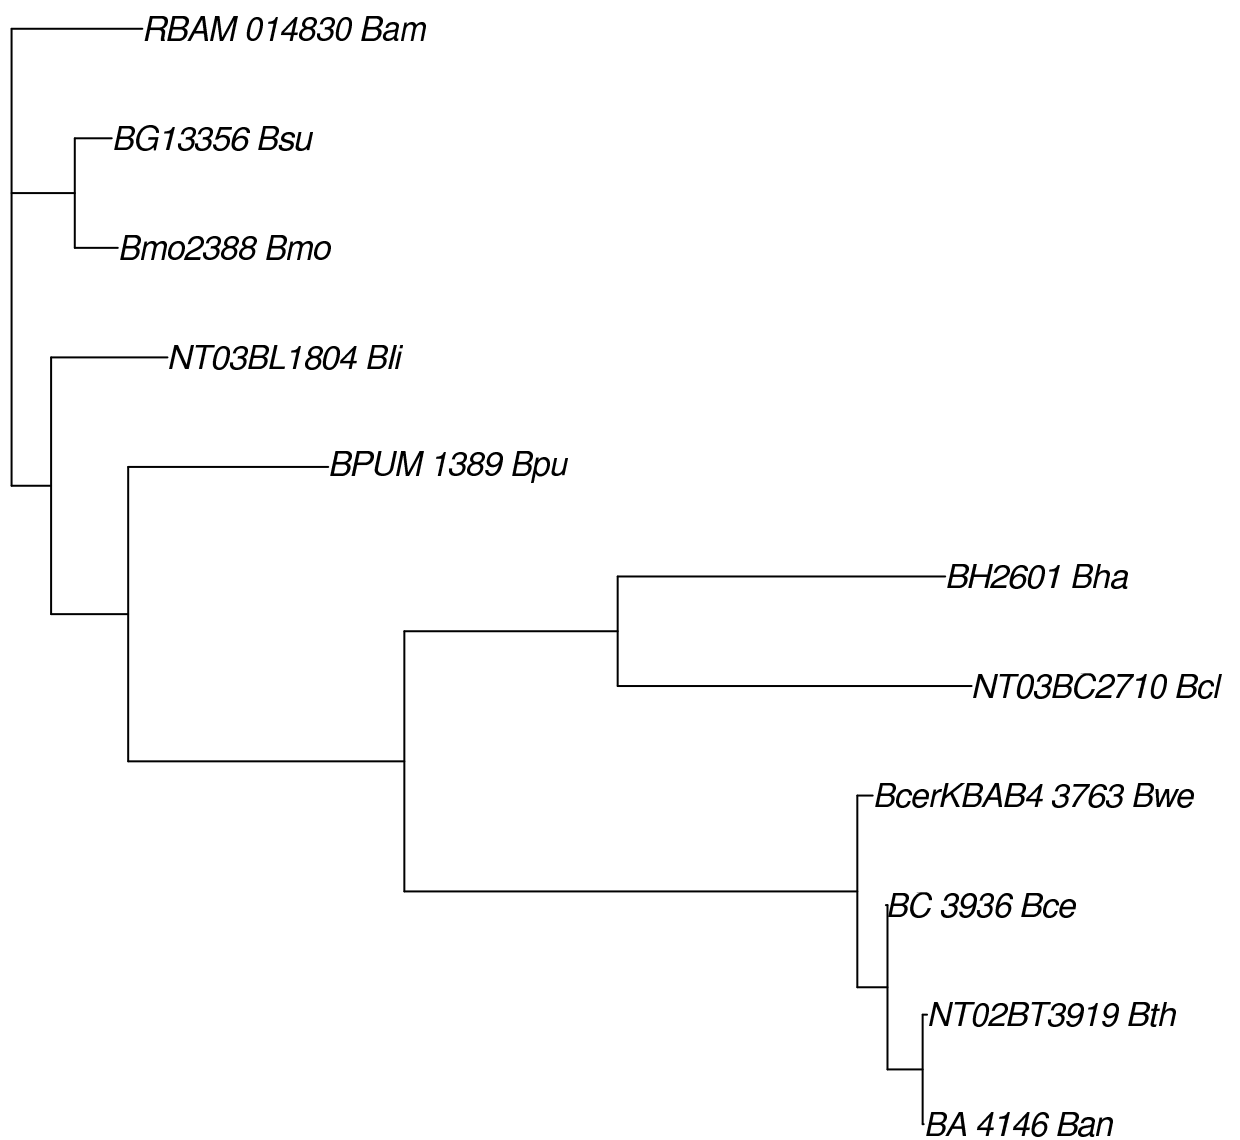 RBAM 014830 Bam
BG13356 Bsu
Bmo2388 Bmo
NT03BL1804 Bli
BPUM 1389 Bpu
BH2601 Bha
NT03BC2710 Bcl
BcerKBAB4 3763 Bwe
BC 3936 Bce
NT02BT3919 Bth
BA 4146 Ban